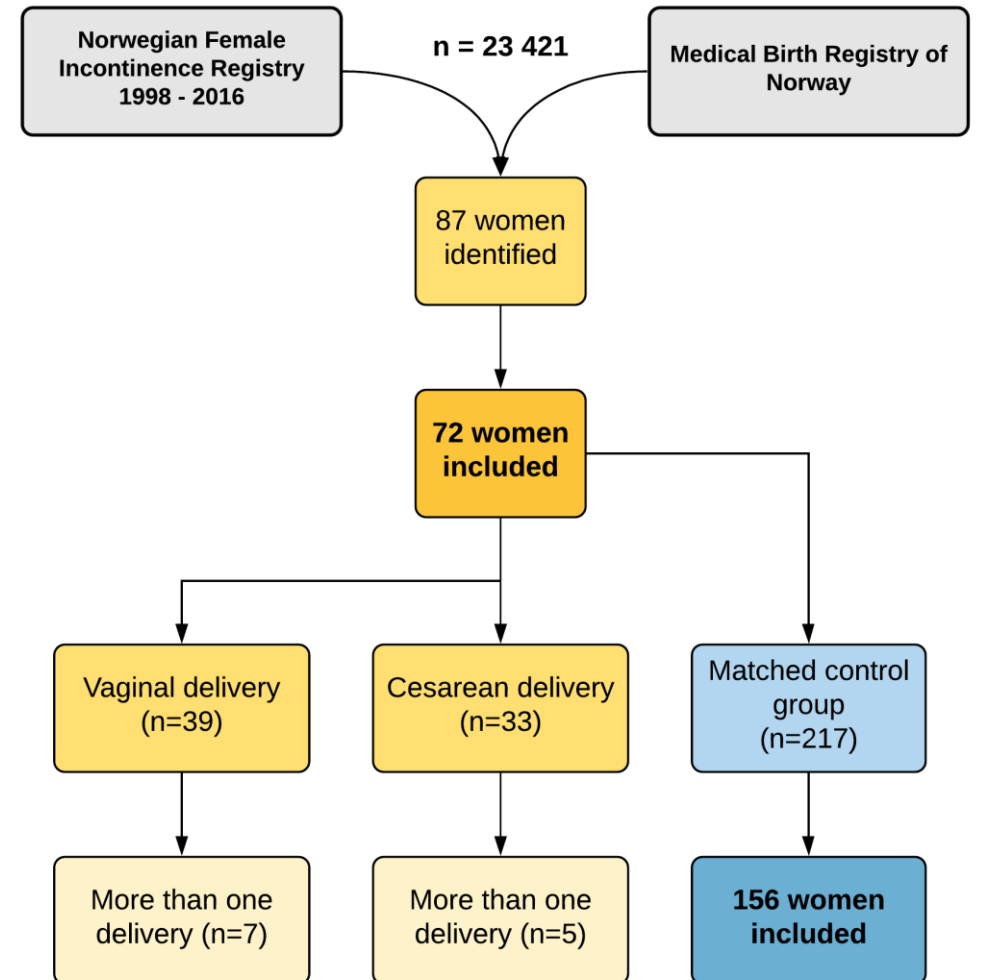 Norwegian Female
Incontinence Registry
1998 - 2016
n = 23 421
Medical Birth Registry of
Norway
87 women
identified
72 women
included
Vaginal delivery
(n=39)
Cesarean delivery
(n=33)
Matched control
group
(n=217)
More than one
delivery (n=7)
More than one
delivery (n=5)
156 women
included